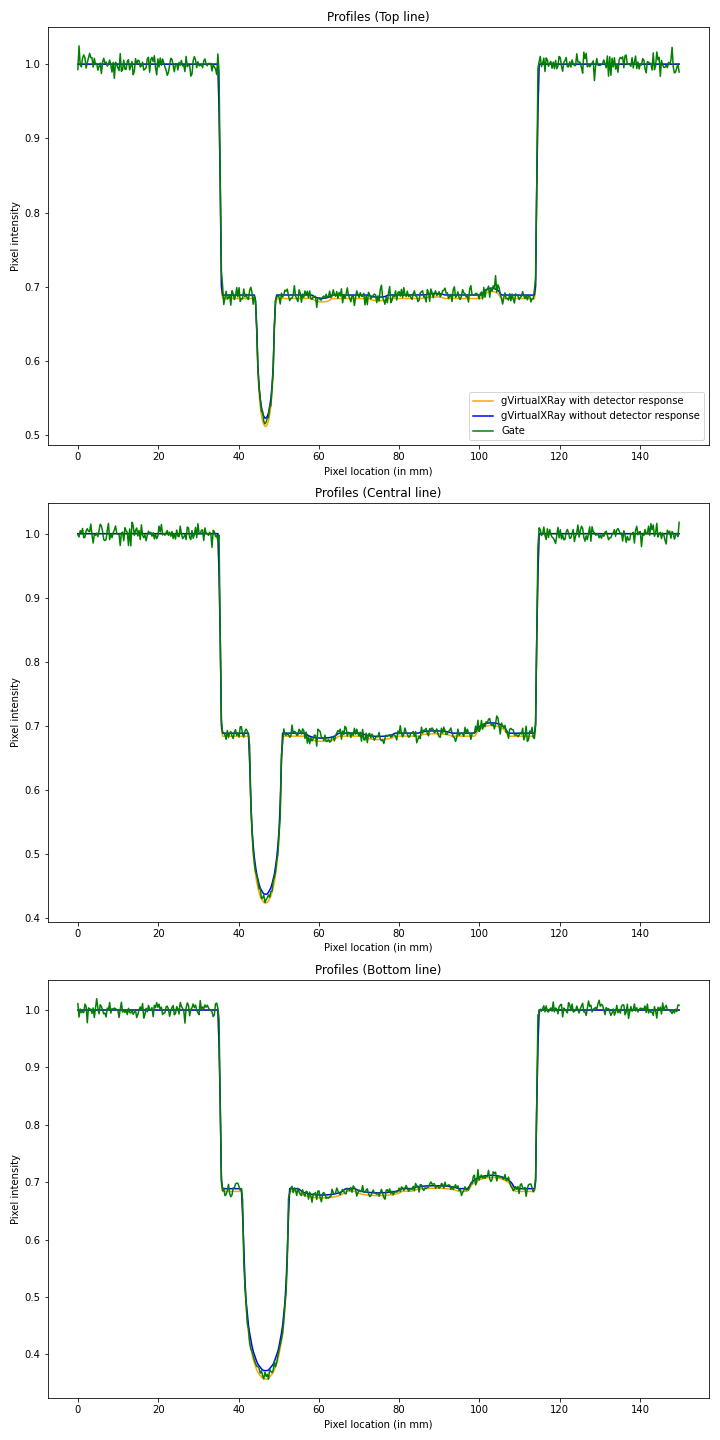 Profiles (Top line)
1.0
0.9
0.8
0.7
0.6
0.5
Pixel intensity
gVirtualXRay with detector response
gVirtualXRay without detector response
Gate
0 20 40 60 80 100 120 140
Pixel location (in mm)
Profiles (Central line)
1.0
0.9
0.8
0.7
0.6
0.5
0.4
Pixel intensity
0 20 40 60 80 100 120 140
Pixel location (in mm)
Profiles (Bottom line)
1.0
0.9
0.8
0.7
0.6
0.5
0.4
Pixel intensity
0 20 40 60 80 100 120 140
Pixel location (in mm)